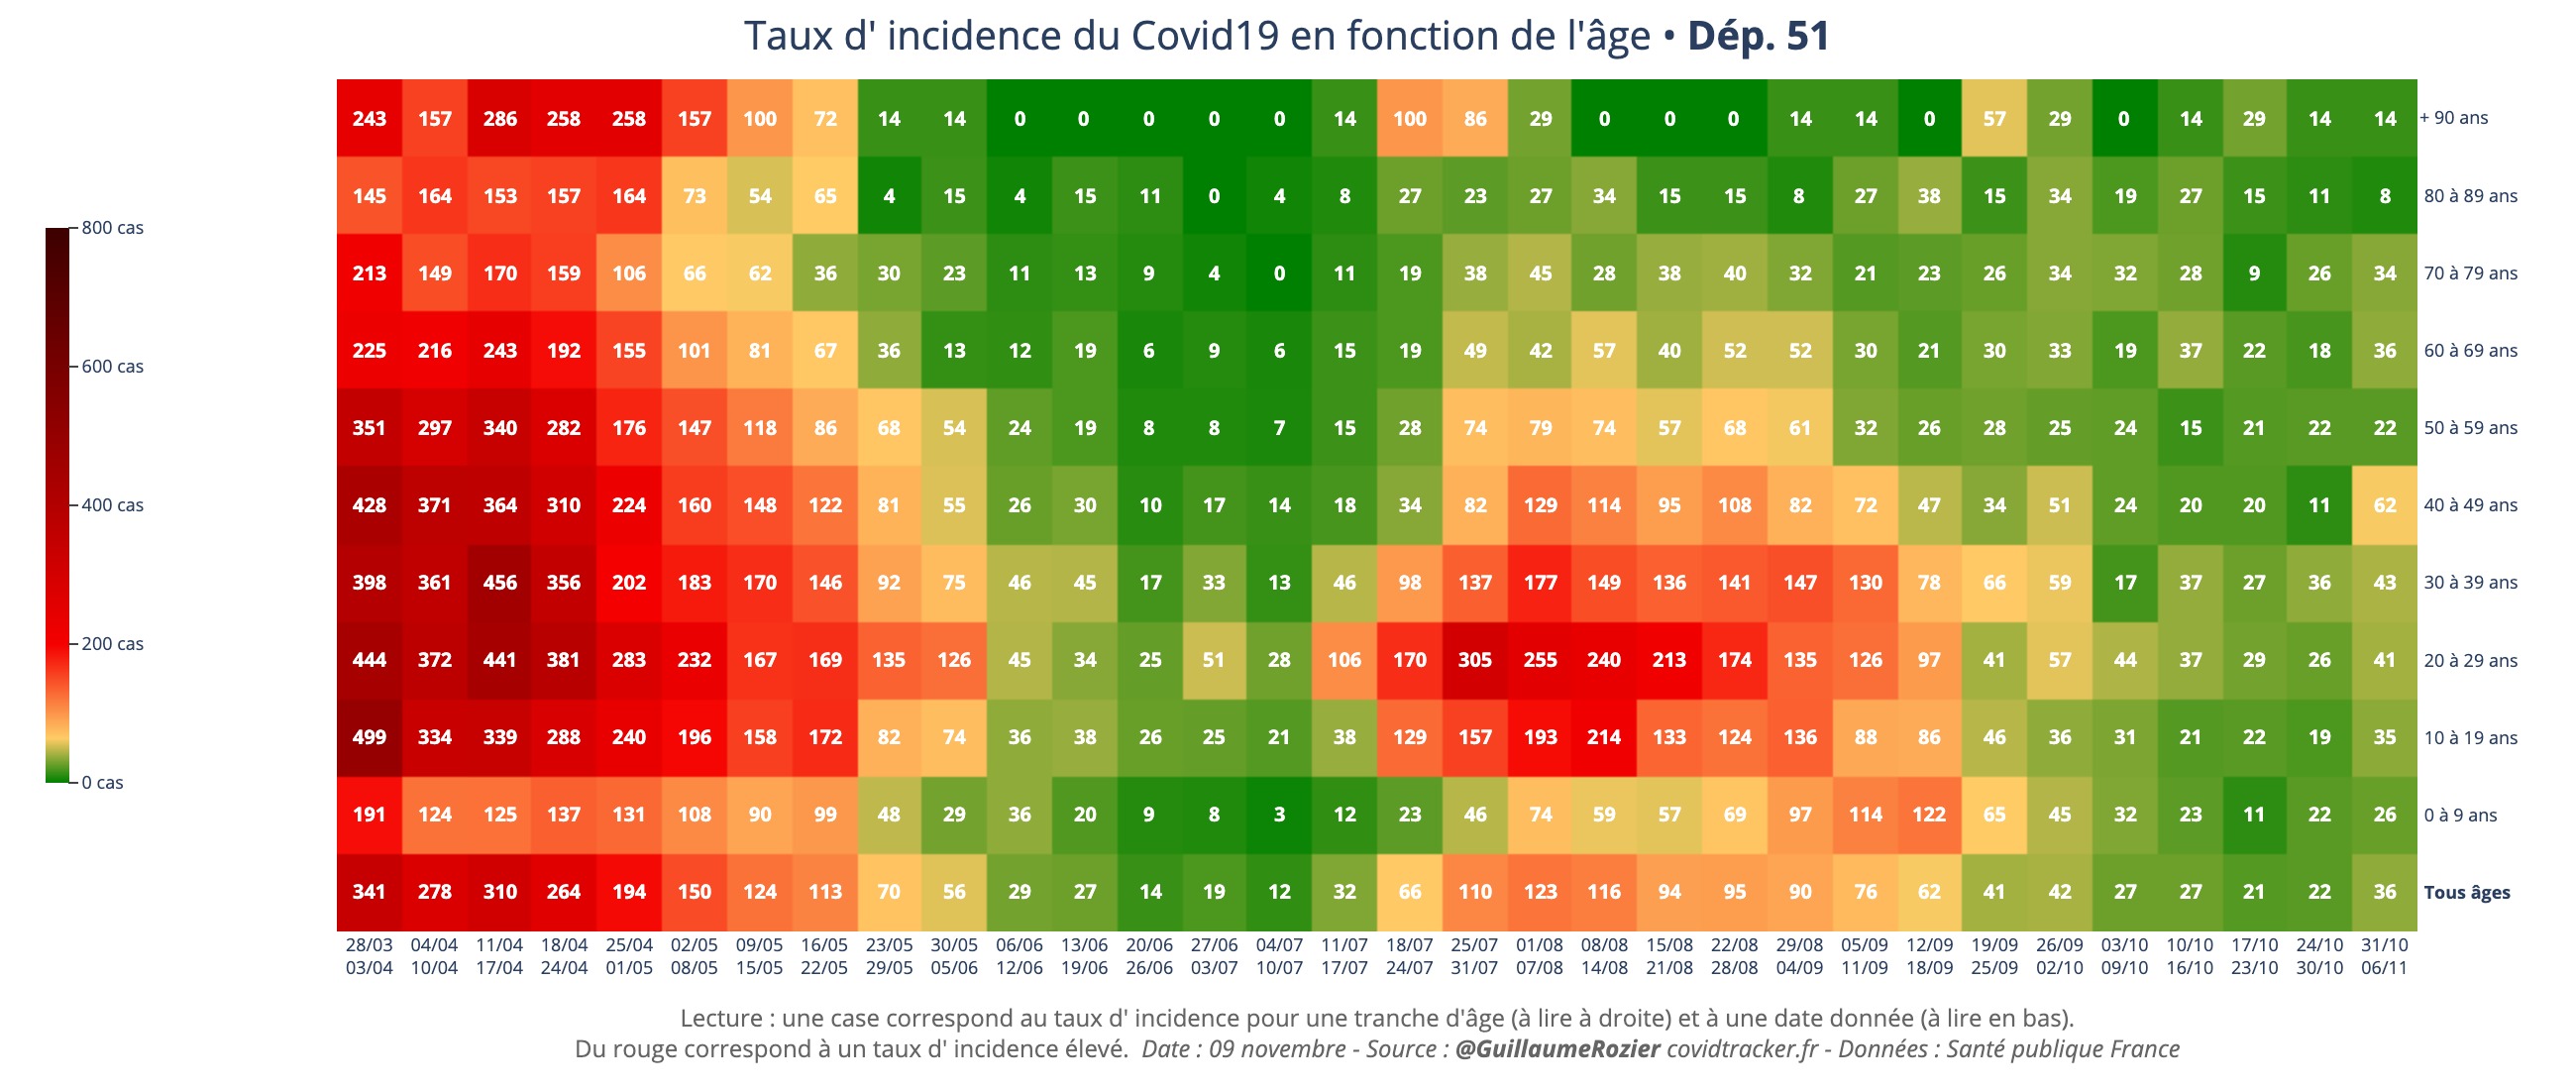 Taux d' incidence du Covid19 en fonction de l'âge • Dép. 51
243 157 286 258 258 157 100 72 14 14 0 0 0 0 0 14 100 86 29 0 0 0 14 14 0 57 29 0 14 29 14 14 + 90 ans
145 164 153 157 164 73 54 65 4 15 4 15 11 0 4 8 27 23 27 34 15 15 8 27 38 15 34 19 27 15 11 8 80 à 89 ans
800 cas
213 149 170 159 106 66 62 36 30 23 11 13 9 4 0 11 19 38 45 28 38 40 32 21 23 26 34 32 28 9 26 34 70 à 79 ans
225 216 243 192 155 101 81 67 36 13 12 19 6 9 6 15 19 49 42 57 40 52 52 30 21 30 33 19 37 22 18 36 60 à 69 ans
600 cas
351 297 340 282 176 147 118 86 68 54 24 19 8 8 7 15 28 74 79 74 57 68 61 32 26 28 25 24 15 21 22 22 50 à 59 ans
400 cas
428 371 364 310 224 160 148 122 81 55 26 30 10 17 14 18 34 82 129 114 95 108 82 72 47 34 51 24 20 20 11 62 40 à 49 ans
398 361 456 356 202 183 170 146 92 75 46 45 17 33 13 46 98 137 177 149 136 141 147 130 78 66 59 17 37 27 36 43 30 à 39 ans
200 cas
444 372 441 381 283 232 167 169 135 126 45 34 25 51 28 106 170 305 255 240 213 174 135 126 97 41 57 44 37 29 26 41 20 à 29 ans
499 334 339 288 240 196 158 172 82 74 36 38 26 25 21 38 129 157 193 214 133 124 136 88 86 46 36 31 21 22 19 35 10 à 19 ans
0 cas
191 124 125 137 131 108 90 99 48 29 36 20 9 8 3 12 23 46 74 59 57 69 97 114 122 65 45 32 23 11 22 26 0 à 9 ans
341 278 310 264 194 150 124 113 70 56 29 27 14 19 12 32 66 110 123 116 94 95 90 76 62 41 42 27 27 21 22 36 Tous âges
28/03 04/04 11/04 18/04 25/04 02/05 09/05 16/05 23/05 30/05 06/06 13/06 20/06 27/06 04/07 11/07 18/07 25/07 01/08 08/08 15/08 22/08 29/08 05/09 12/09 19/09 26/09 03/10 10/10 17/10 24/10 31/10
03/04 10/04 17/04 24/04 01/05 08/05 15/05 22/05 29/05 05/06 12/06 19/06 26/06 03/07 10/07 17/07 24/07 31/07 07/08 14/08 21/08 28/08 04/09 11/09 18/09 25/09 02/10 09/10 16/10 23/10 30/10 06/11
Lecture : une case correspond au taux d' incidence pour une tranche d'âge (à lire à droite) et à une date donnée (à lire en bas).
Du rouge correspond à un taux d' incidence élevé. Date : 09 novembre - Source : @GuillaumeRozier covidtracker.fr - Données : Santé publique France